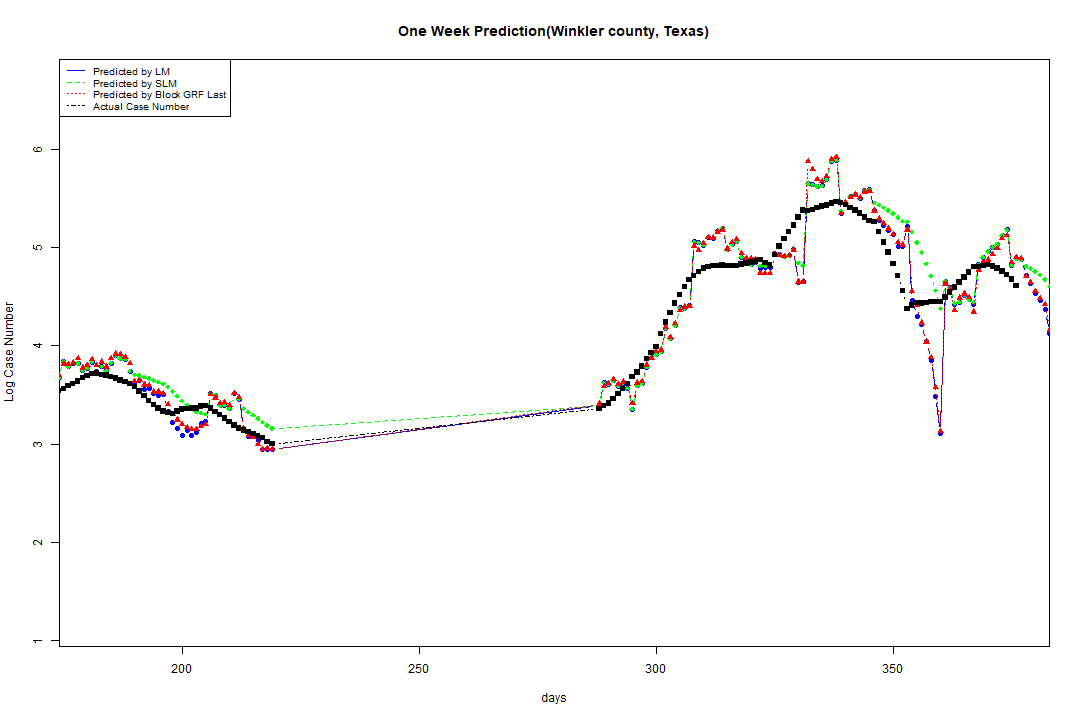 One Week Prediction(Winkler county, Texas)
Predicted by LM
Predicted by SLM
Predicted by Block GRF Last
Actual Case Number
6
5
4
3
2
1
Log Case Number
200
250
300
350
days